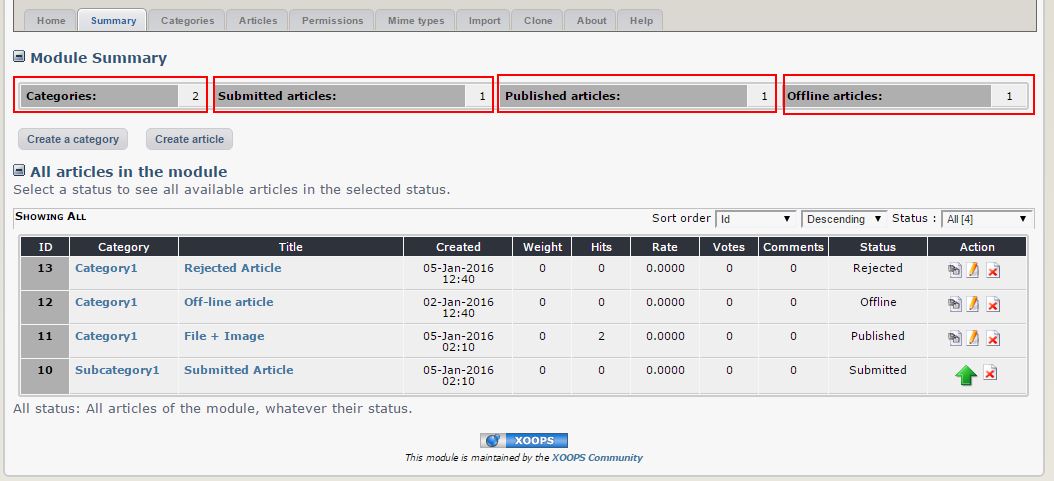 Home Summary Categories Articles Permissions Mime types Import Clone About Help
Module Summary
Categories: 2 Submitted articles: 1 Published articles: 1 Offline articles: 1
Create a category Create article
All articles in the module
Select a status to see all available articles in the selected status.
Showing All Sort order Id Descending Status : All [4]
ID Category Title Created Weight Hits Rate Votes Comments Status Action
13 Category1 Rejected Article 05-Jan-2016 12:40 0 0 0.0000 0 0 Rejected
12 Category1 Off-line article 02-Jan-2016 12:40 0 0 0.0000 0 0 Offline
11 Category1 File + Image 05-Jan-2016 02:10 0 2 0.0000 0 0 Published
10 Subcategory1 Submitted Article 05-Jan-2016 02:10 0 0 0.0000 0 0 Submitted
All status: All articles of the module, whatever their status.
XOOPS
This module is maintained by the XOOPS Community